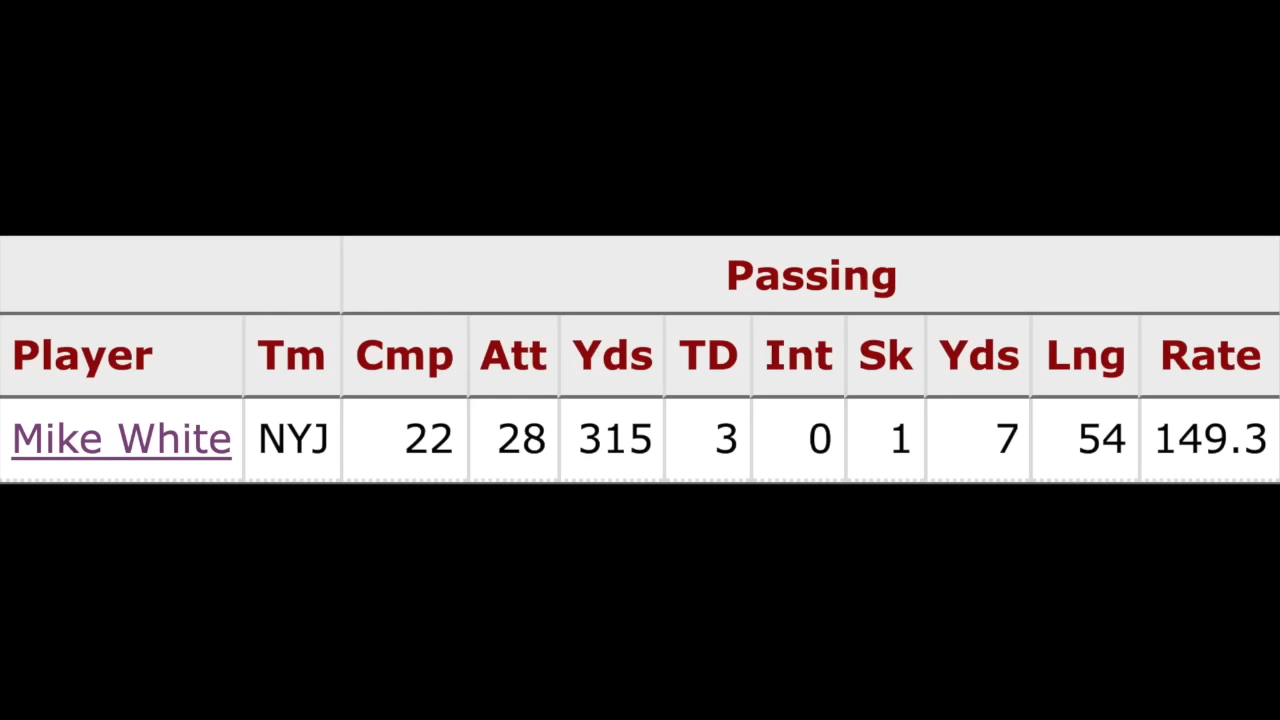 Passing
Player Tm Cmp Att Yds TD Int Sk Yds Lng Rate
Mike White NYJ 22 28 315 3 0 1 7 54 149.3